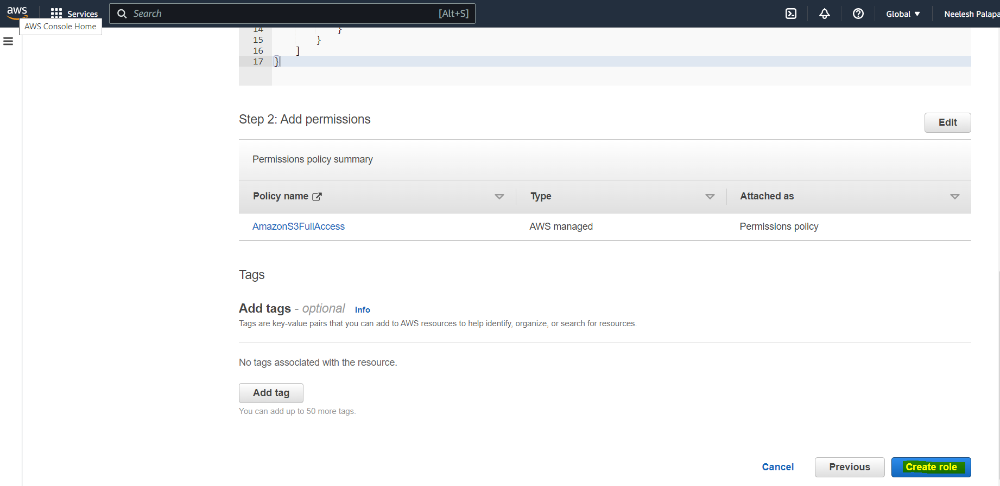 aws
Services
Search
[Alt+S]
Global
Neelesh Palapa
AWS Console Home
14 }
15 }
16 ]
17 }
Step 2: Add permissions
Edit
Permissions policy summary
Policy name
Type
Attached as
AmazonS3FullAccess
AWS managed
Permissions policy
Tags
Add tags - optional
Info
Tags are key-value pairs that you can add to AWS resources to help identify, organize, or search for resources.
No tags associated with the resource.
Add tag
You can add up to 50 more tags.
Cancel
Previous
Create role